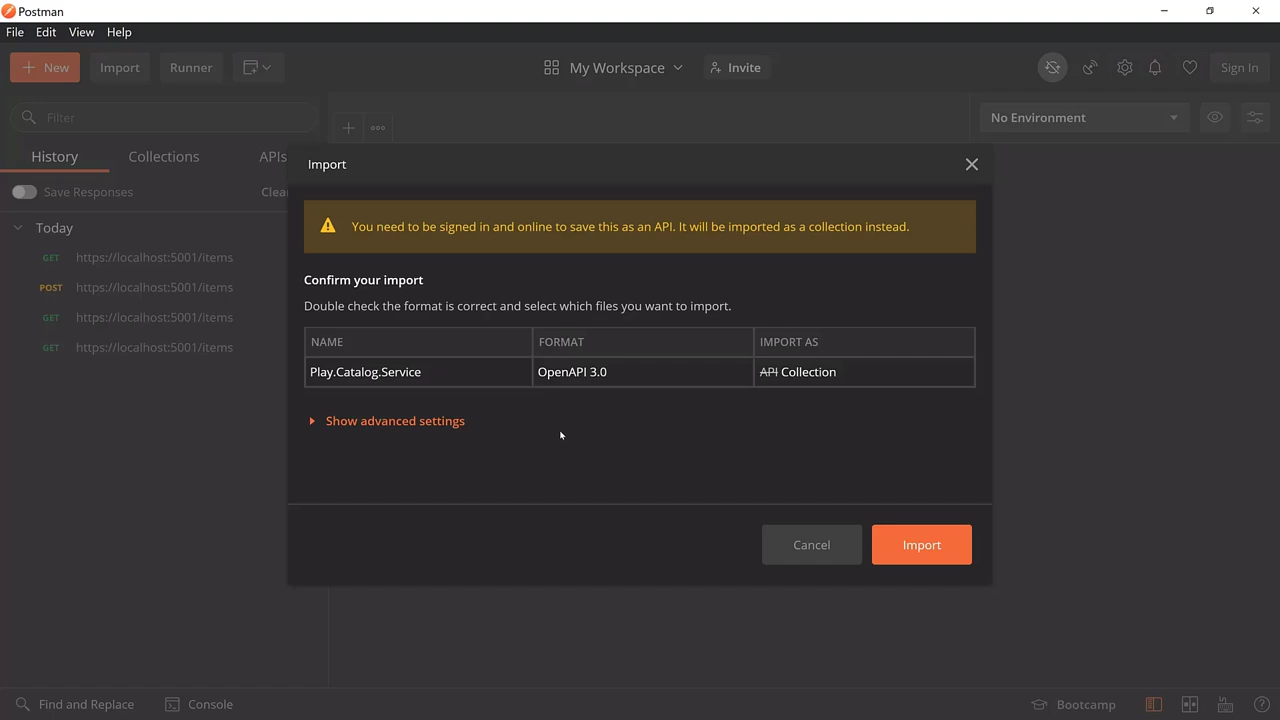 Postman
File Edit View Help
New Import Runner My Workspace Invite Sign In
Filter
No Environment
History Collections APIs
Save Responses Clea
Today
GET https://localhost:5001/items
POST https://localhost:5001/items
GET https://localhost:5001/items
GET https://localhost:5001/items
Import
You need to be signed in and online to save this as an API. It will be imported as a collection instead.
Confirm your import
Double check the format is correct and select which files you want to import.
NAME FORMAT IMPORT AS
Play.Catalog.Service OpenAPI 3.0 API Collection
Show advanced settings
Cancel Import
Find and Replace Console Bootcamp